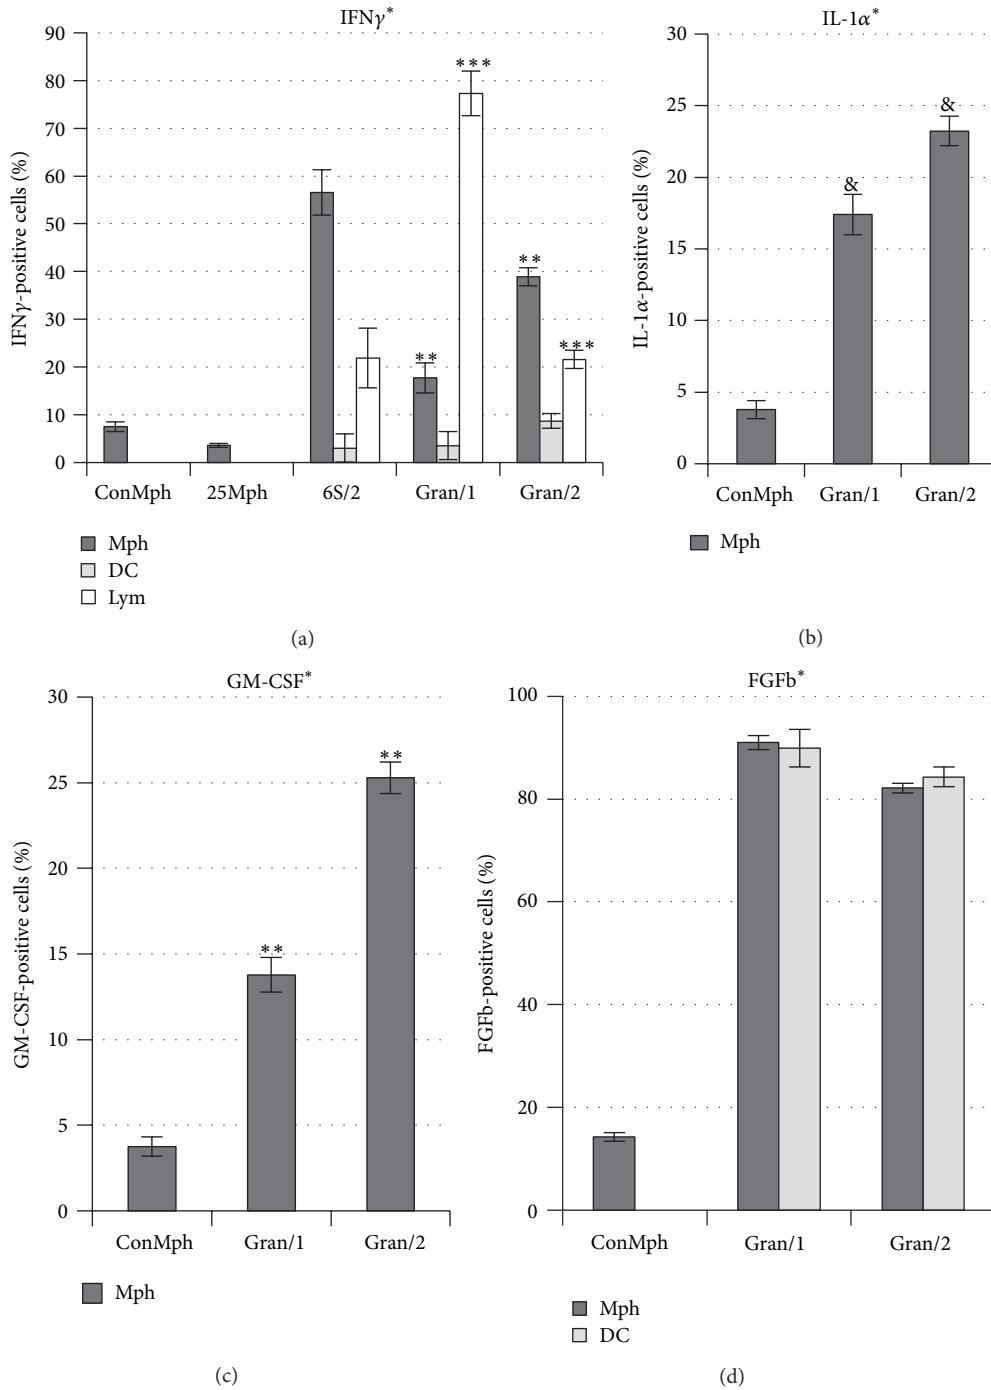 IFNγ*
90
80
70
60
50
40
30
20
10
0
IFNγ-positive cells (%)
***
**
**
***
ConMph 25Mph 6S/2 Gran/1 Gran/2
Mph
DC
Lym
(a)
IL-1α*
30
25
20
15
10
5
0
IL-1α-positive cells (%)
&
&
ConMph Gran/1 Gran/2
Mph
(b)
GM-CSF*
30
25
20
15
10
5
0
GM-CSF-positive cells (%)
**
**
ConMph Gran/1 Gran/2
Mph
(c)
FGFb*
100
80
60
40
20
0
FGFb-positive cells (%)
ConMph Gran/1 Gran/2
Mph
DC
(d)